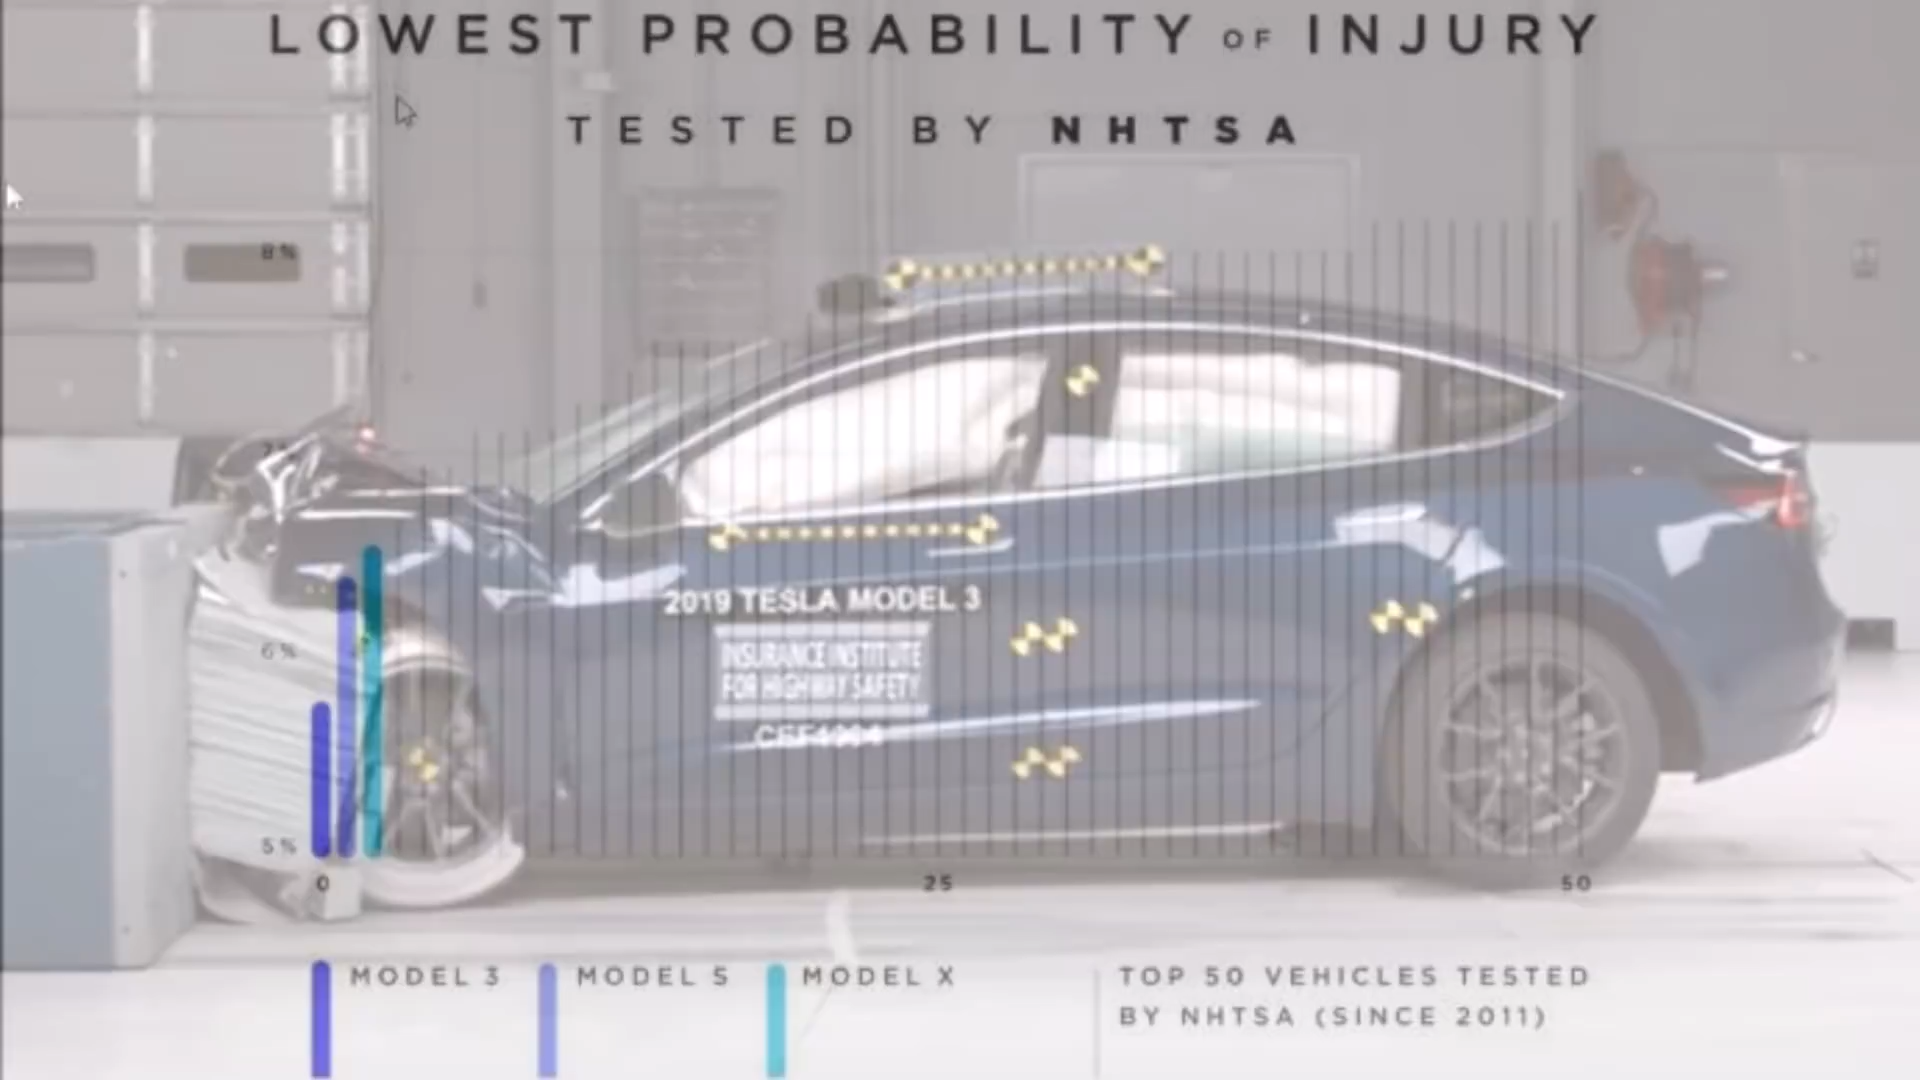 LOWEST PROBABILITY OF INJURY
TESTED BY NHTSA
8%
2019 TESLA MODEL 3
INSURANCE INSTITUTE
FOR HIGHWAY SAFETY
6%
5%
0 25 50
MODEL 3 MODEL S MODEL X
TOP 50 VEHICLES TESTED
BY NHTSA (SINCE 2011)